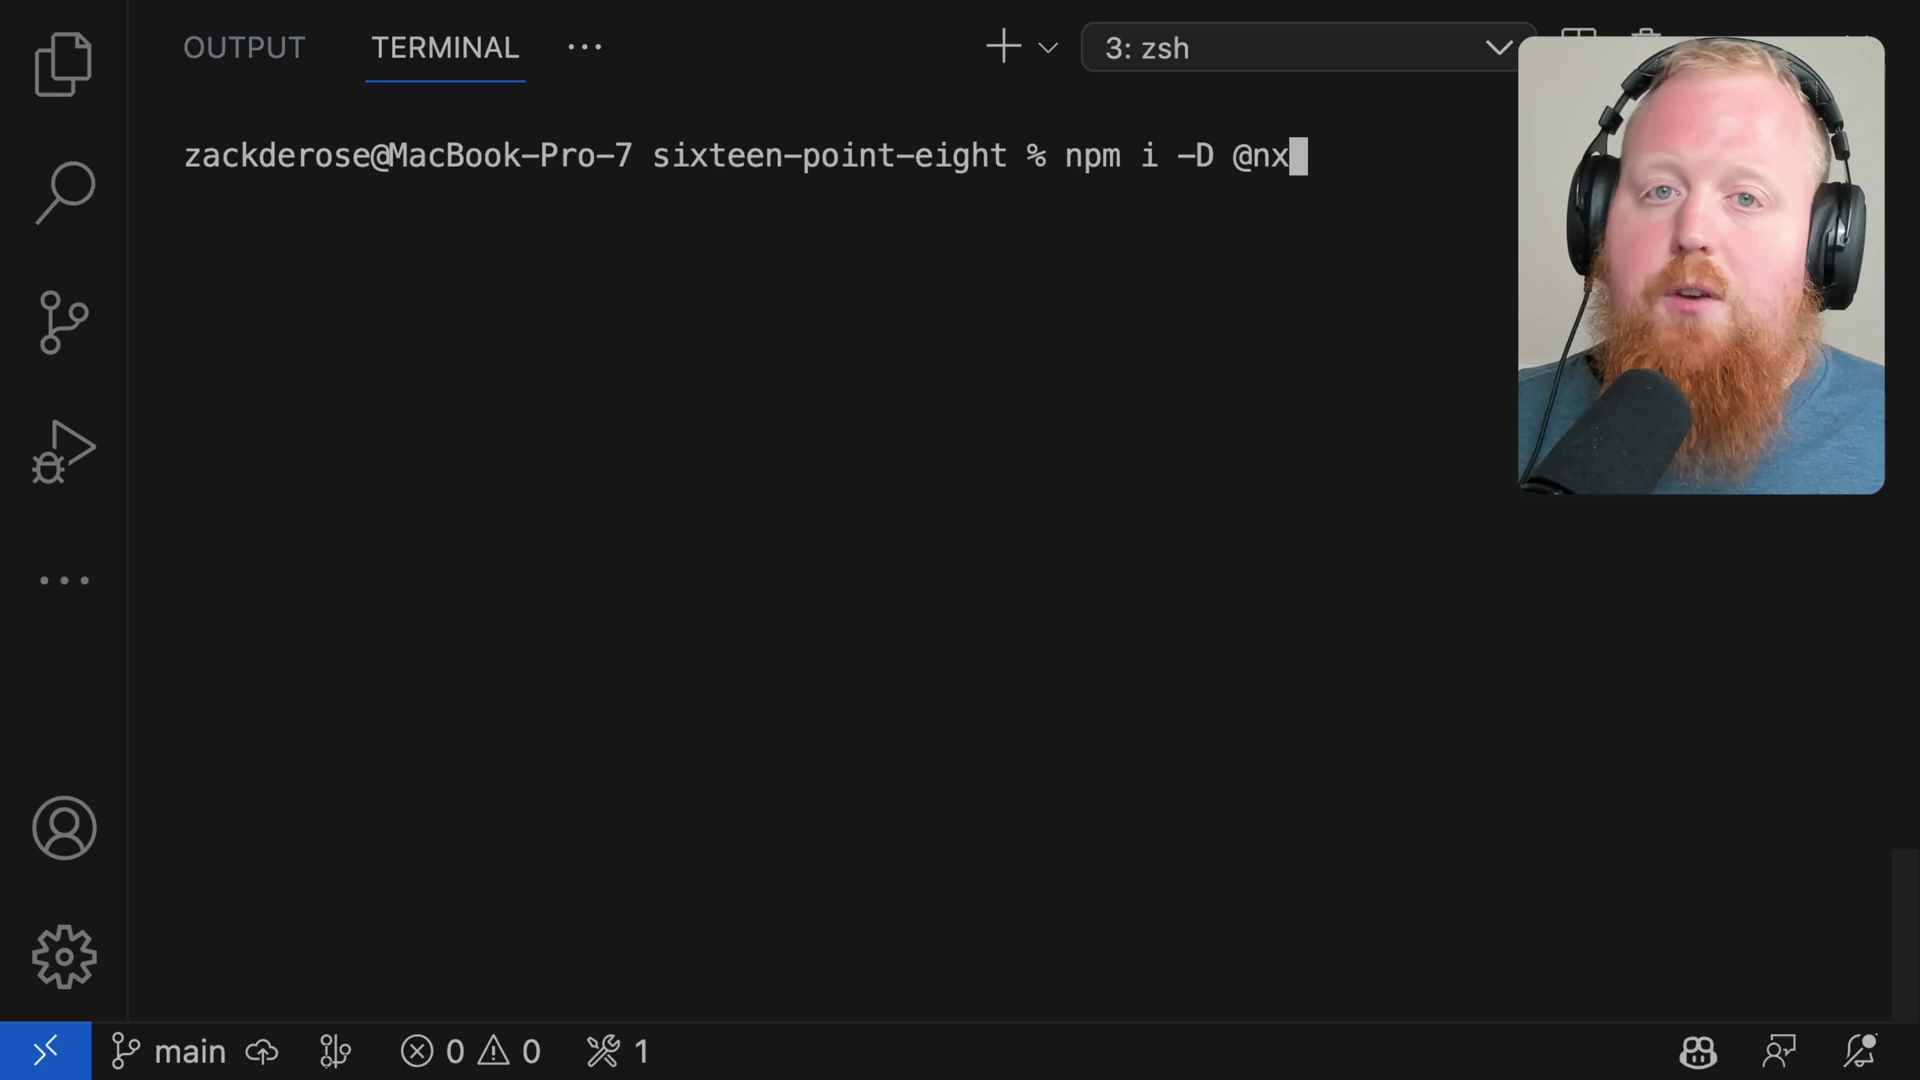 OUTPUT
TERMINAL
3: zsh
zackderose@MacBook-Pro-7 sixteen-point-eight % npm i -D @nx
main
0
0
1